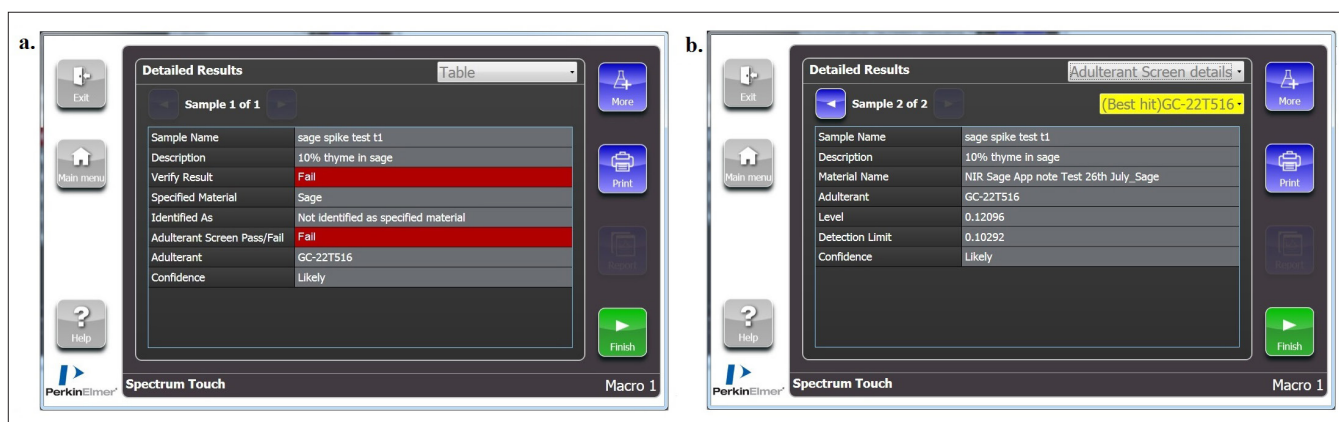 a.
Exit
Main menu
Help
PerkinElmer
Detailed Results
Table
Sample 1 of 1
Sample Name sage spike test t1
Description 10% thyme in sage
Verify Result Fail
Specified Material Sage
Identified As Not identified as specified material
Adulterant Screen Pass/Fail Fail
Adulterant GC-22T516
Confidence Likely
More
Print
Report
Finish
Spectrum Touch
Macro 1
b.
Exit
Main menu
Help
PerkinElmer
Detailed Results
Adulterant Screen details
Sample 2 of 2
(Best hit)GC-22T516
Sample Name sage spike test t1
Description 10% thyme in sage
Material Name NIR Sage App note Test 26th July_Sage
Adulterant GC-22T516
Level 0.12096
Detection Limit 0.10292
Confidence Likely
More
Print
Report
Finish
Spectrum Touch
Macro 1